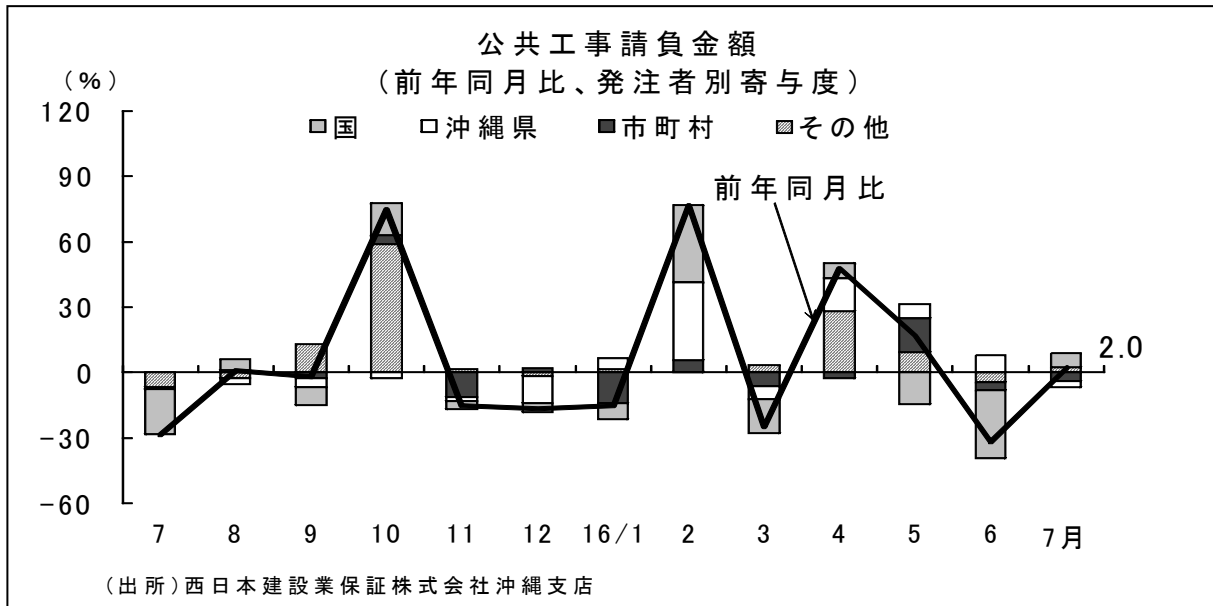 公共工事請負金額
(前年同月比、発注者別寄与度)
(%)
国 沖縄県 市町村 その他
前年同月比
120
90
60
30
0
-30
-60
2.0
7 8 9 10 11 12 16/1 2 3 4 5 6 7月
(出所)西日本建設業保証株式会社沖縄支店